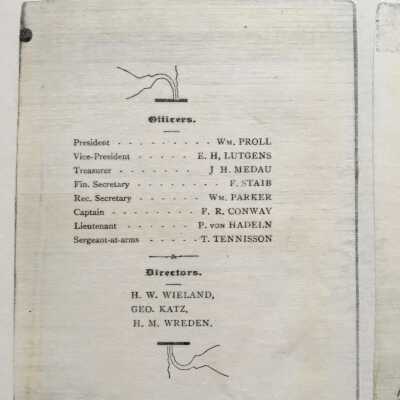 Officers.
President - - - - - - - - - WM. PROLL
Vice-President - - - - - E. H, LUTGENS
Treasurer - - - - - - - J H. MEDAU
Fin. Secretary - - - - - - - F. STAIB
Rec. Secretary - - - - - WM. PARKER
Captain - - - - - - - F. R. CONWAY
Lieutenant - - - - - P. VON HADELN
Sergeant-at-arms - - - - - T. TENNISSON
Directors.
H. W. WIELAND,
GEO. KATZ,
H. M. WREDEN.